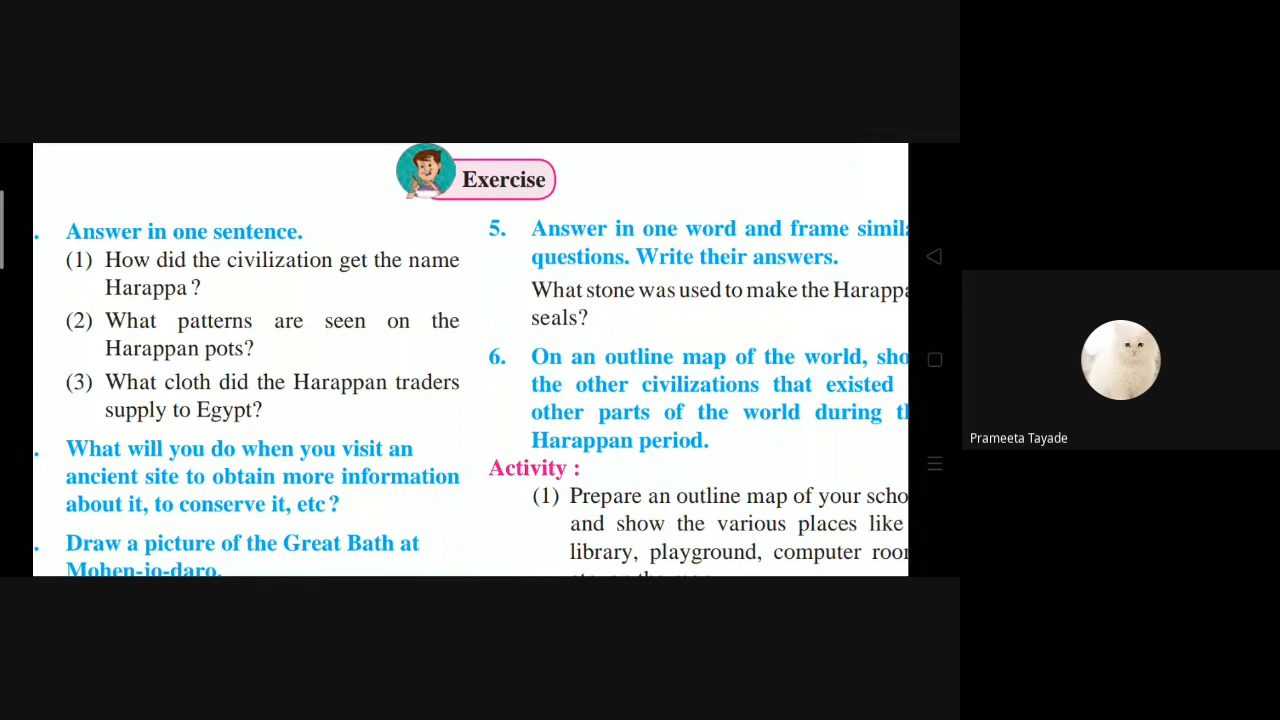 Exercise
. Answer in one sentence.
(1) How did the civilization get the name
Harappa ?
(2) What patterns are seen on the
Harappan pots?
(3) What cloth did the Harappan traders
supply to Egypt?
. What will you do when you visit an
ancient site to obtain more information
about it, to conserve it, etc ?
. Draw a picture of the Great Bath at
Mohen-jo-daro.
5. Answer in one word and frame
questions. Write their answers.
What stone was used to make the
seals?
6. On an outline map of the world,
the other civilizations that existed
other parts of the world during
Harappan period.
Activity :
(1) Prepare an outline map of your
and show the various places like
library, playground, computer
Prameeta Tayade